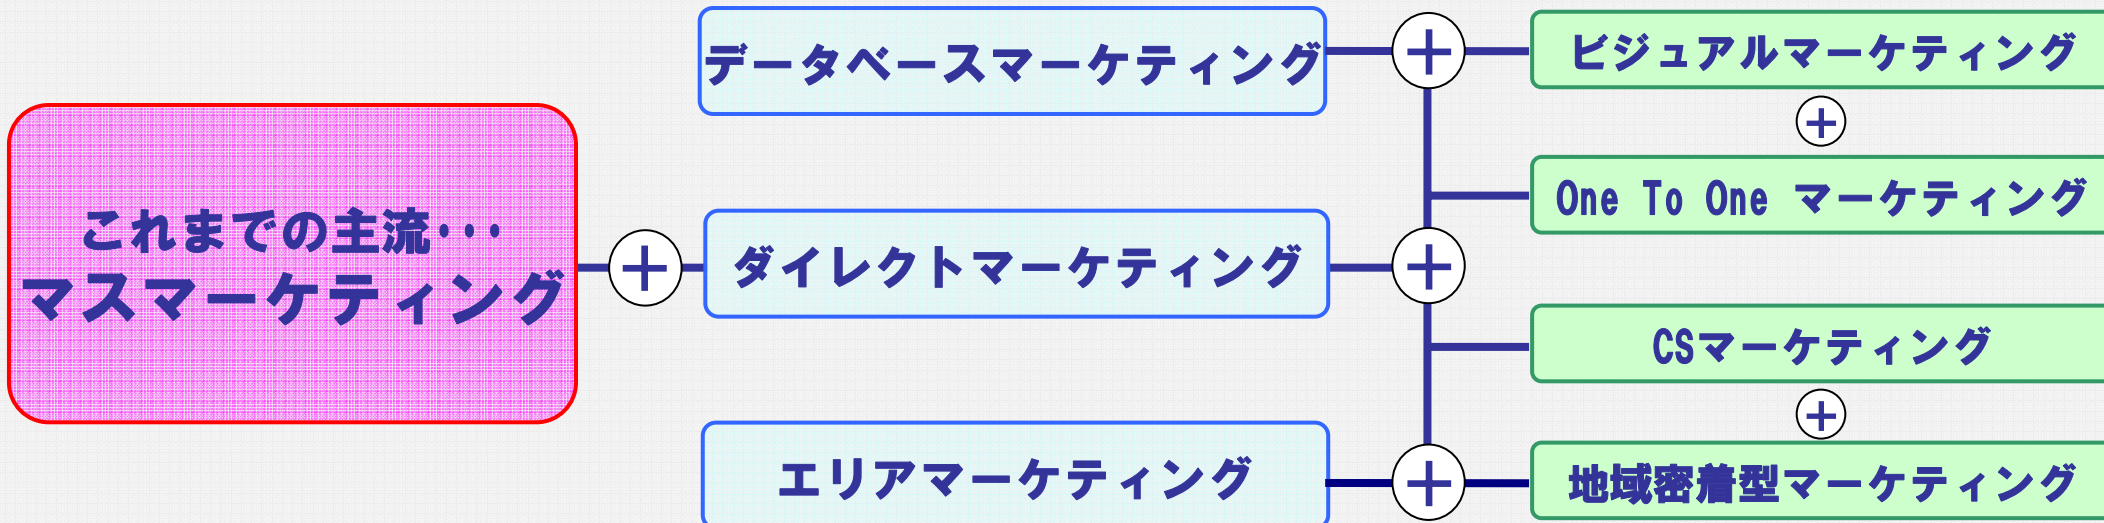 これまでの主流･･･
マスマーケティング
データベースマーケティング
ダイレクトマーケティング
エリアマーケティング
ビジュアルマーケティング
One To One マーケティング
CSマーケティング
地域密着型マーケティング